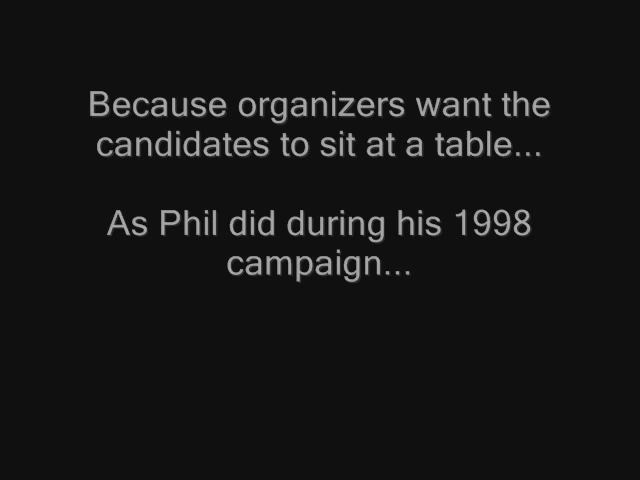 Because organizers want the
candidates to sit at a table...
As Phil did during his 1998
campaign...